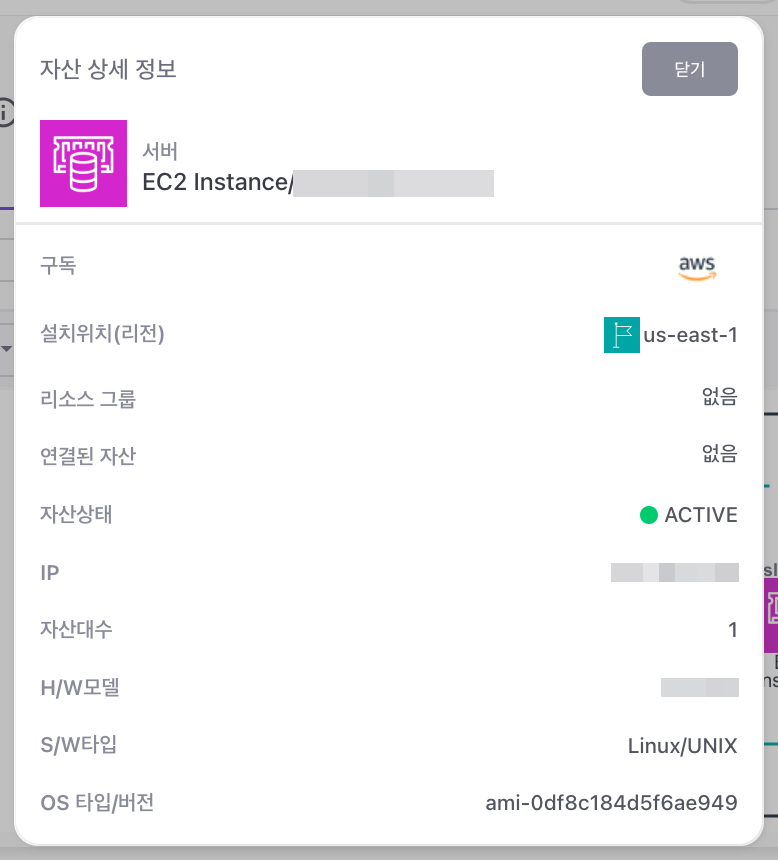 자산 상세 정보
닫기
서버
EC2 Instance/
구독
aws
설치위치(리전)
us-east-1
리소스 그룹
없음
연결된 자산
없음
자산상태
ACTIVE
IP
자산대수
1
H/W모델
S/W타입
Linux/UNIX
OS 타입/버전
ami-0df8c184d5f6ae949